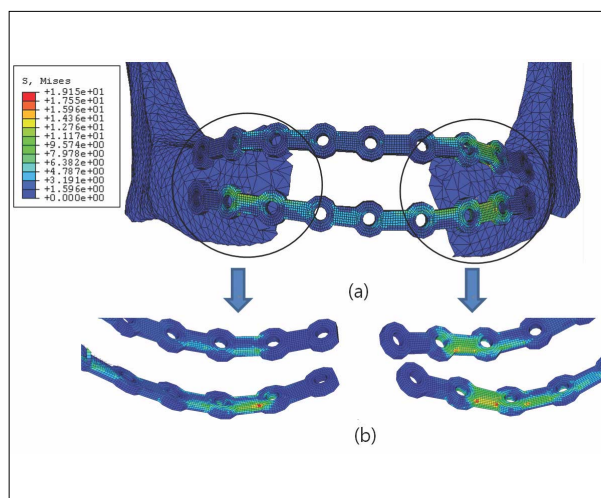 S, Mises
+1.915e+01
+1.755e+01
+1.596e+01
+1.436e+01
+1.276e+01
+1.117e+01
+9.574e+00
+7.978e+00
+6.382e+00
+4.787e+00
+3.191e+00
+1.596e+00
+0.000e+00
(a)
(b)